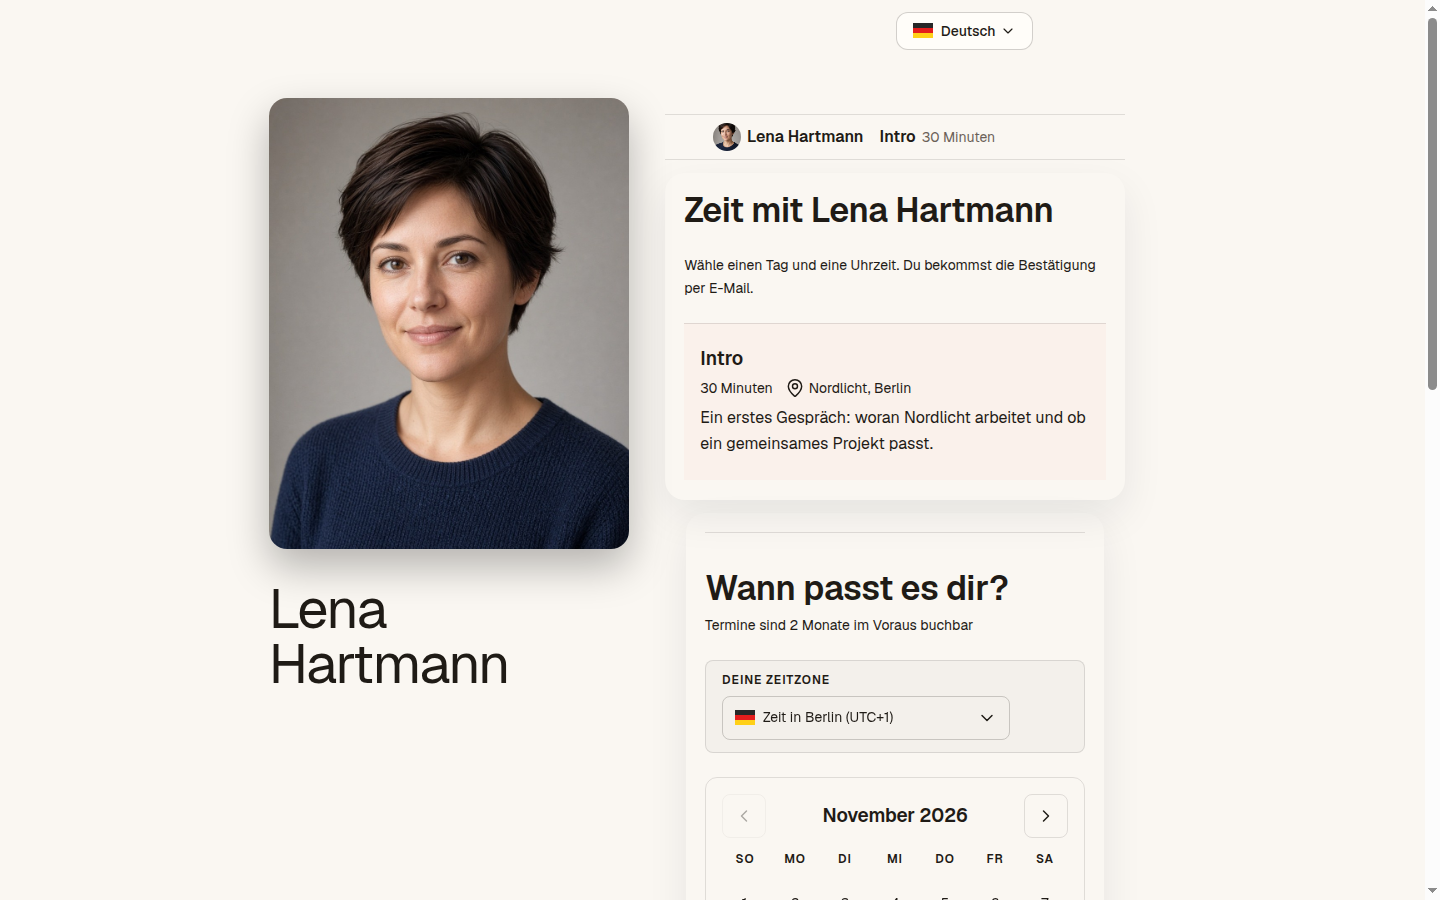 Deutsch
Lena Hartmann Intro 30 Minuten
Zeit mit Lena Hartmann
Wähle einen Tag und eine Uhrzeit. Du bekommst die Bestätigung
per E-Mail.
Intro
30 Minuten Nordlicht, Berlin
Ein erstes Gespräch: woran Nordlicht arbeitet und ob
ein gemeinsames Projekt passt.
Lena
Hartmann
Wann passt es dir?
Termine sind 2 Monate im Voraus buchbar
DEINE ZEITZONE
Zeit in Berlin (UTC+1)
November 2026
SO MO DI MI DO FR SA